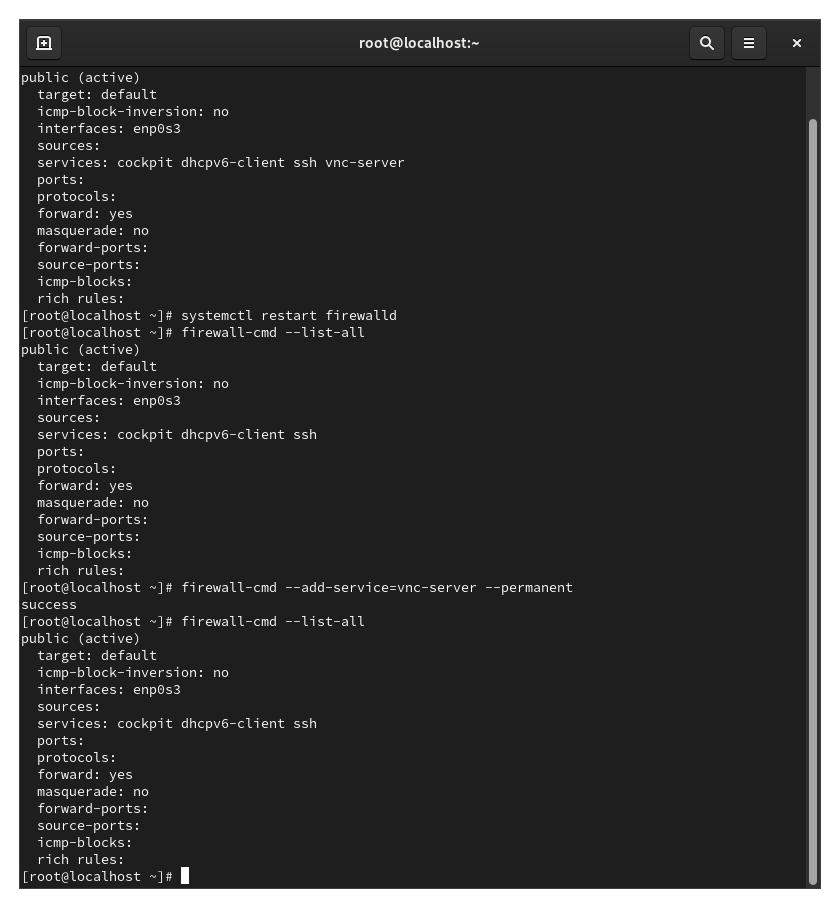 root@localhost:~
public (active)
  target: default
  icmp-block-inversion: no
  interfaces: enp0s3
  sources:
  services: cockpit dhcpv6-client ssh vnc-server
  ports:
  protocols:
  forward: yes
  masquerade: no
  forward-ports:
  source-ports:
  icmp-blocks:
  rich rules:
[root@localhost ~]# systemctl restart firewalld
[root@localhost ~]# firewall-cmd --list-all
public (active)
  target: default
  icmp-block-inversion: no
  interfaces: enp0s3
  sources:
  services: cockpit dhcpv6-client ssh
  ports:
  protocols:
  forward: yes
  masquerade: no
  forward-ports:
  source-ports:
  icmp-blocks:
  rich rules:
[root@localhost ~]# firewall-cmd --add-service=vnc-server --permanent
success
[root@localhost ~]# firewall-cmd --list-all
public (active)
  target: default
  icmp-block-inversion: no
  interfaces: enp0s3
  sources:
  services: cockpit dhcpv6-client ssh
  ports:
  protocols:
  forward: yes
  masquerade: no
  forward-ports:
  source-ports:
  icmp-blocks:
  rich rules:
[root@localhost ~]#